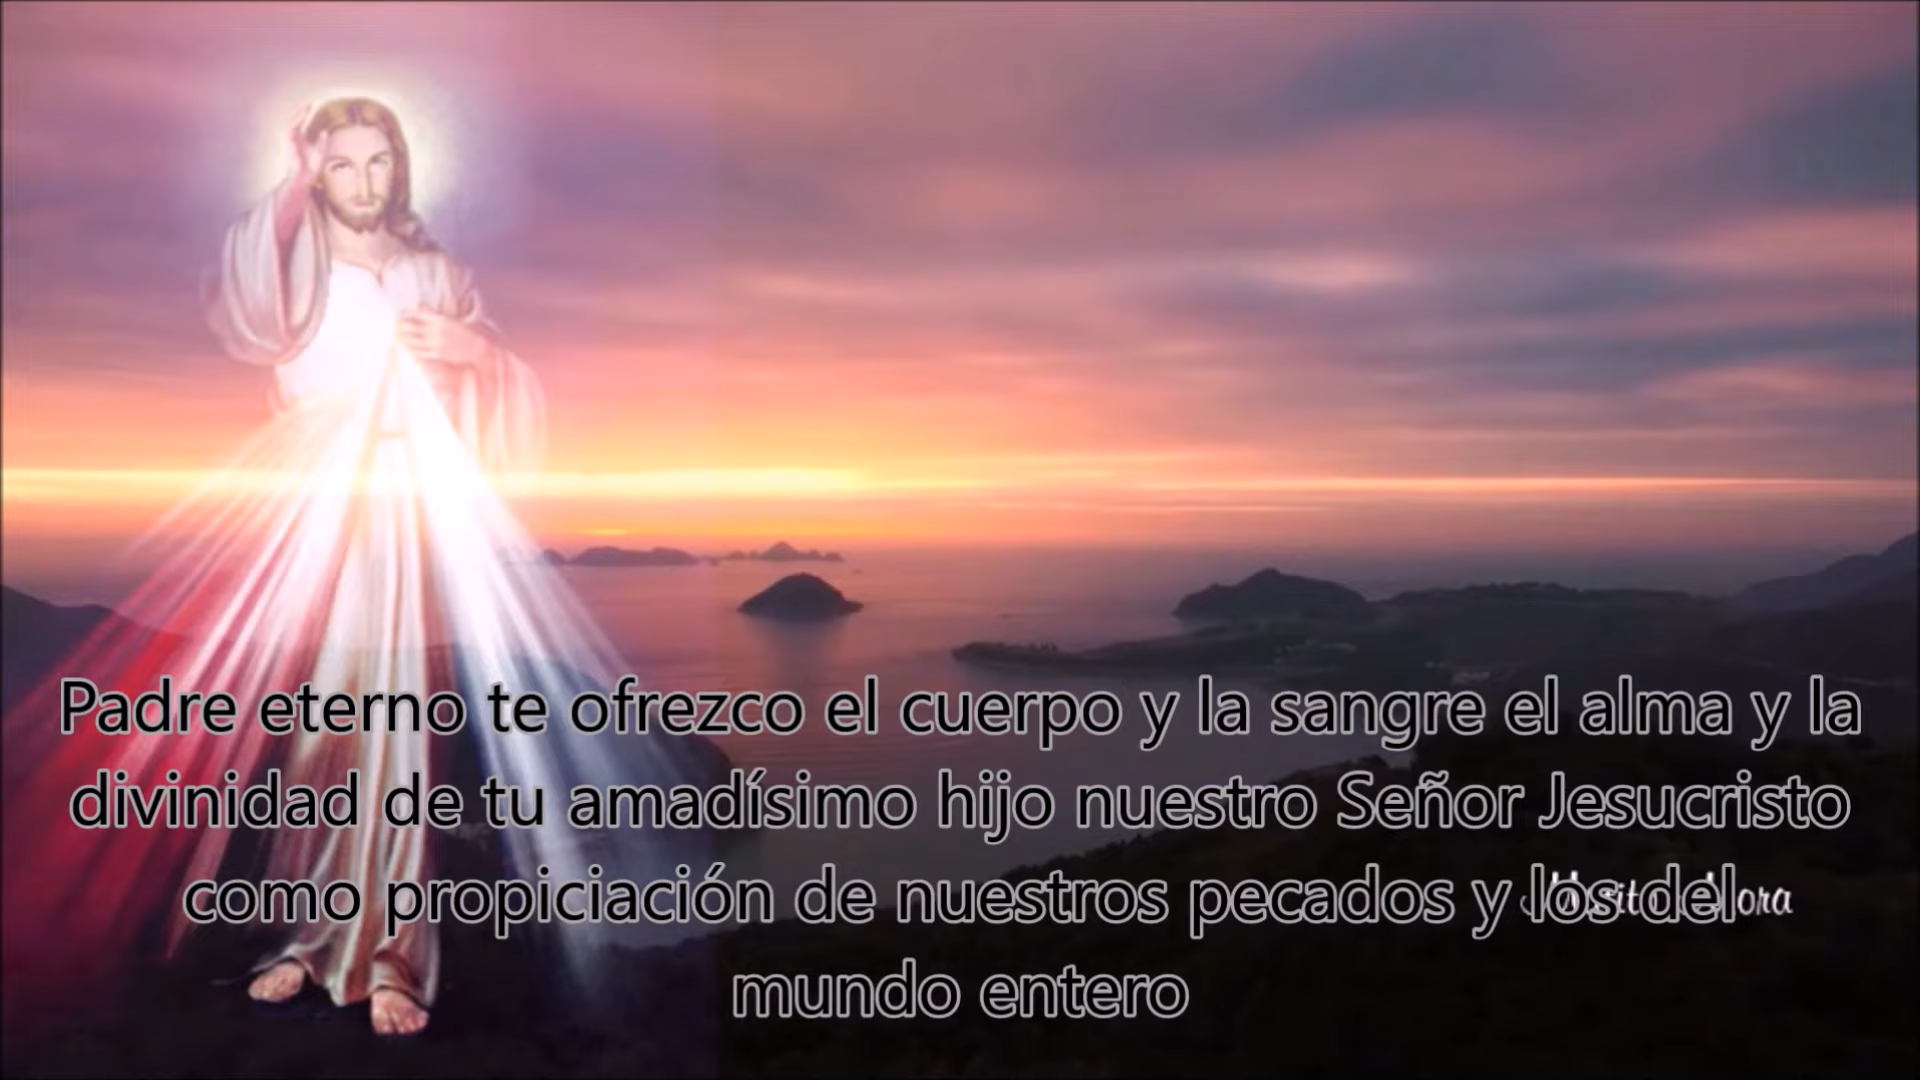 Padre eterno te ofrezco el cuerpo y la sangre el alma y la
divinidad de tu amadísimo hijo nuestro Señor Jesucristo
como propiciación de nuestros pecados y los del
mundo entero